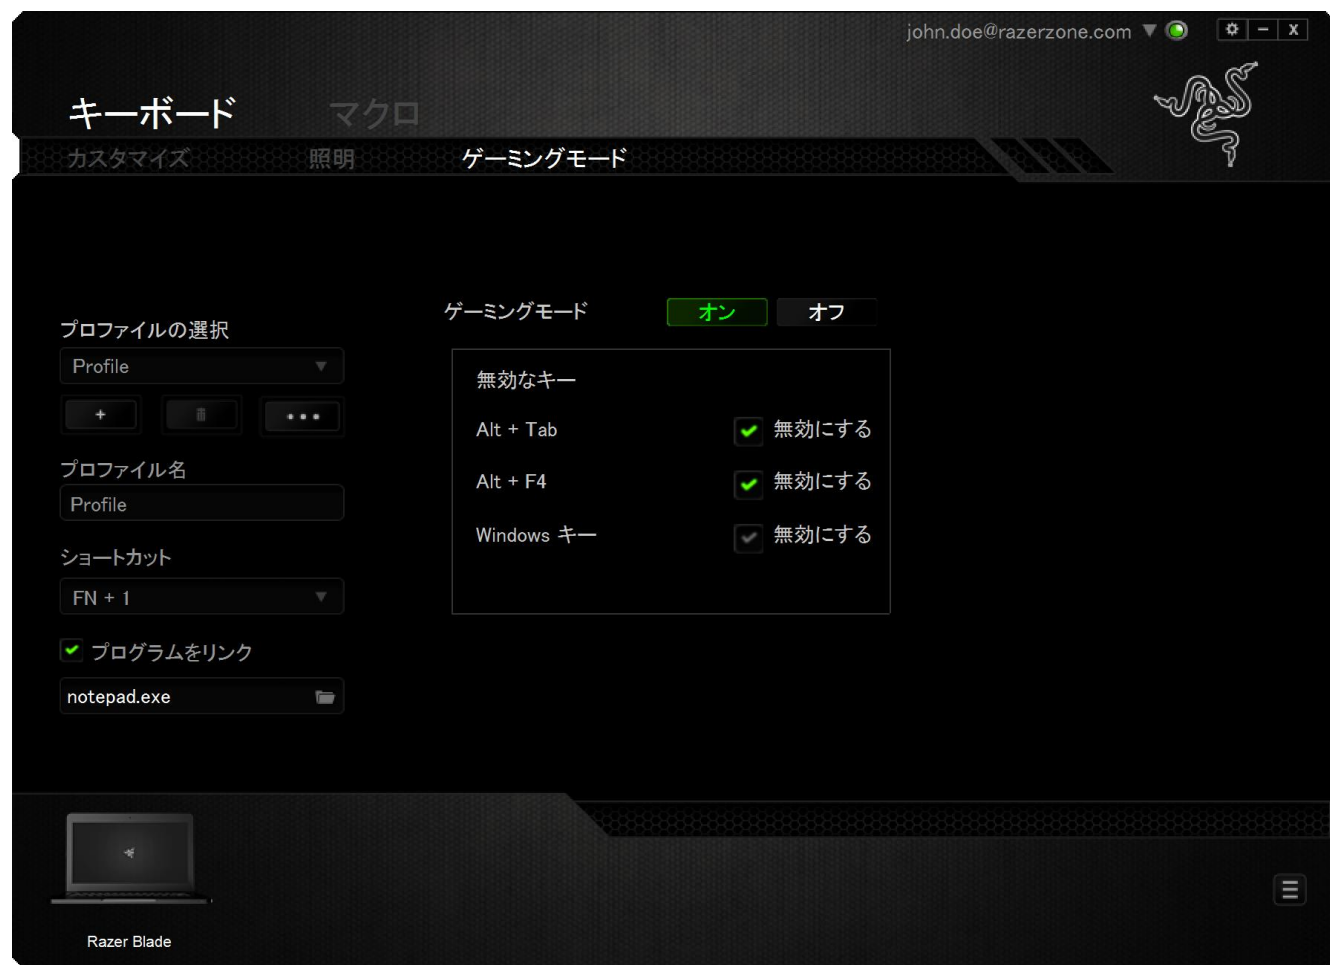 john.doe@razerzone.com
キーボード マクロ
カスタマイズ 照明 ゲーミングモード
ゲーミングモード オン オフ
プロファイルの選択
Profile
プロファイル名
Profile
ショートカット
FN + 1
プログラムをリンク
notepad.exe
無効なキー
Alt + Tab 無効にする
Alt + F4 無効にする
Windows キー 無効にする
Razer Blade